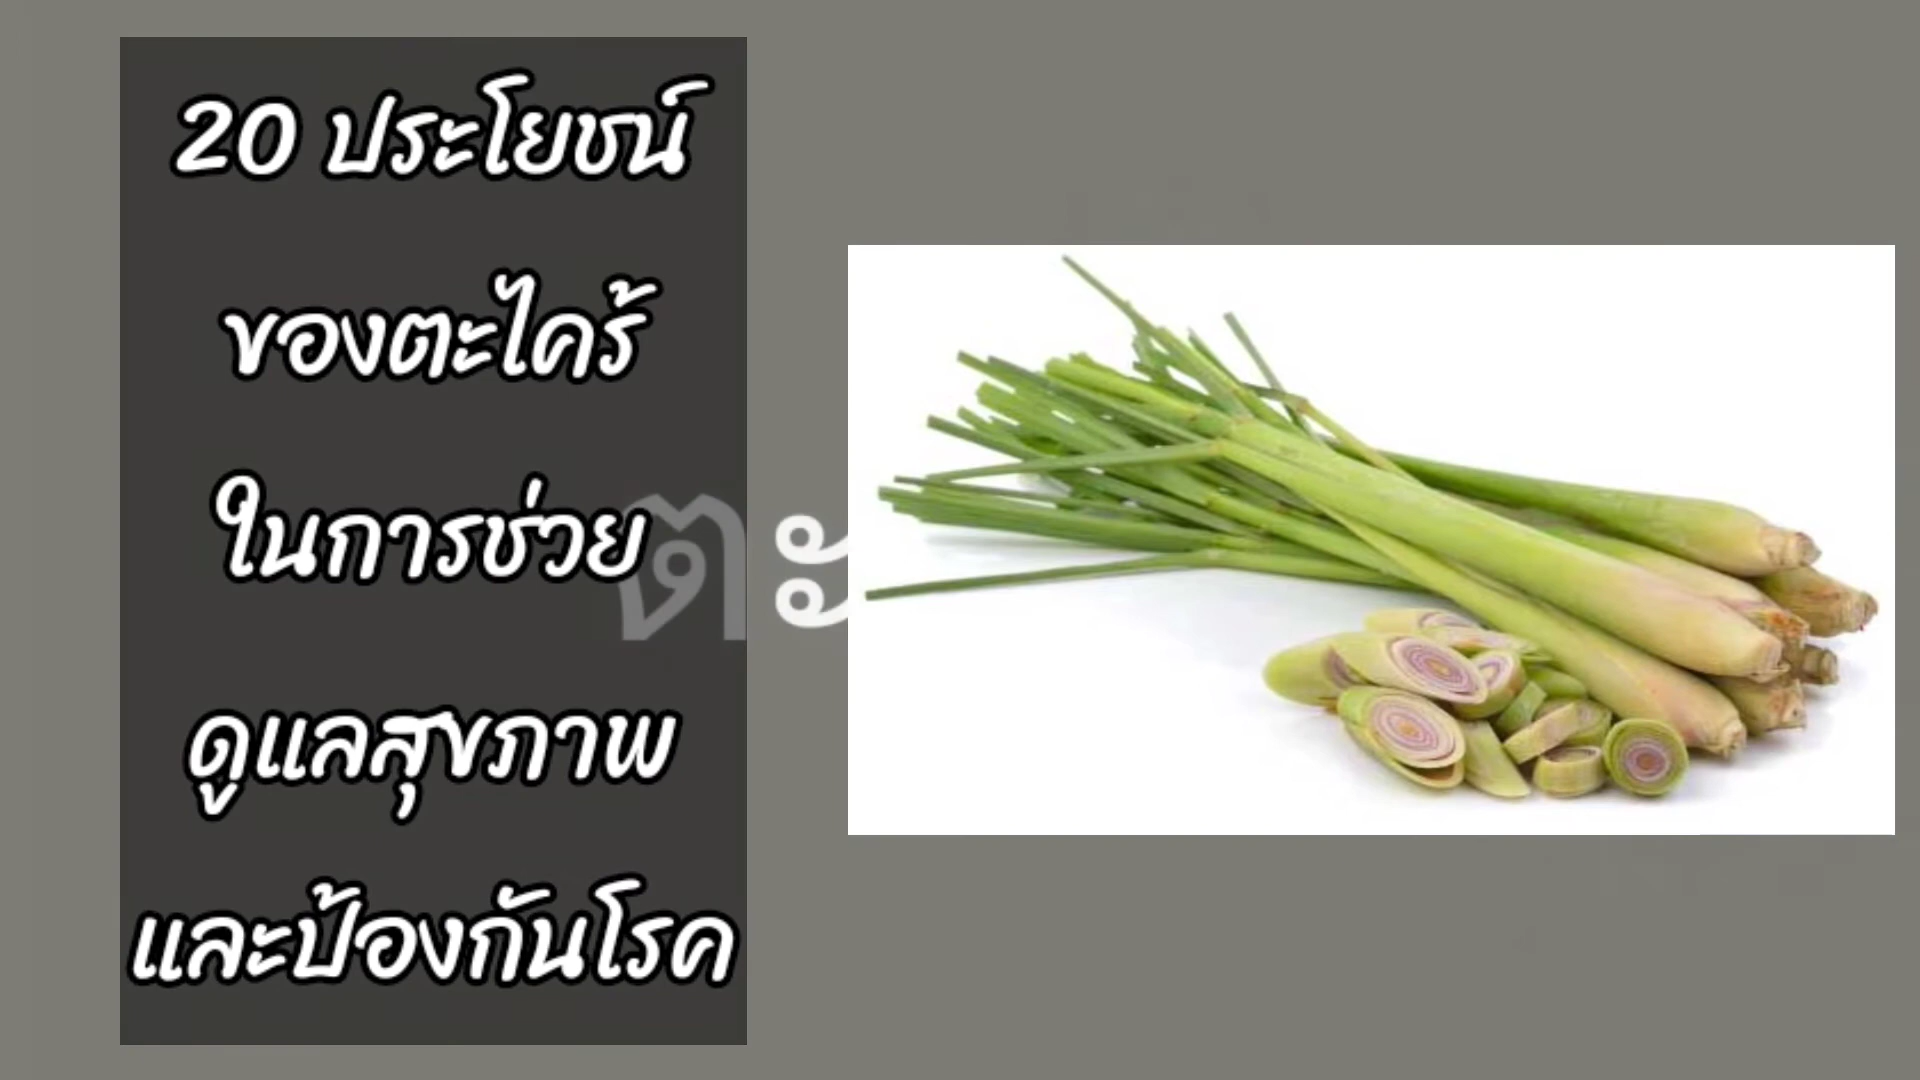 20 ประโยชน์
ของตะไคร้
ในการช่วย
ดูแลสุขภาพ
และป้องกันโรค
ตะ